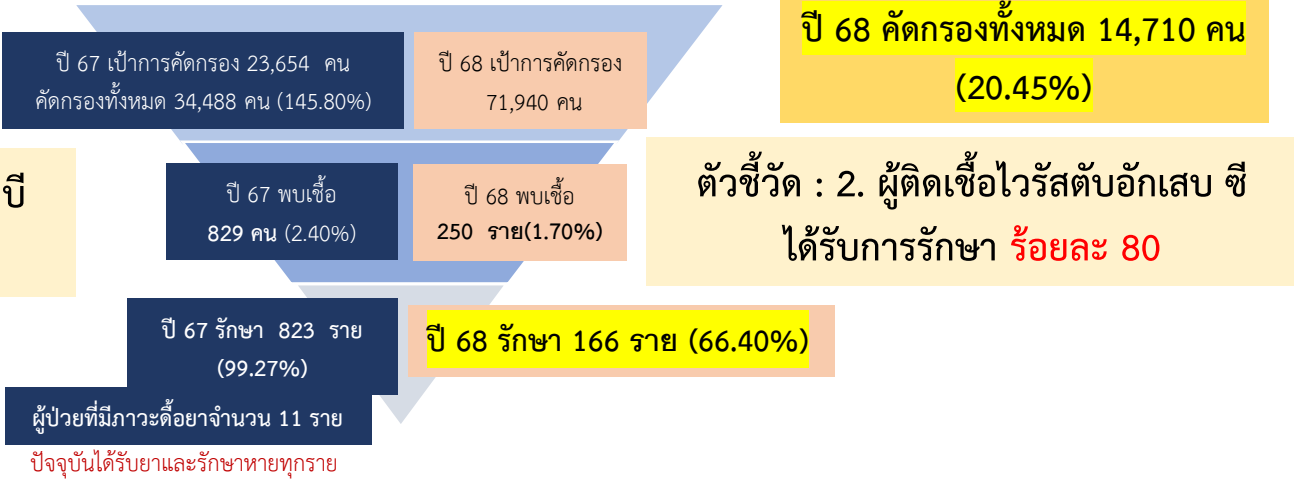 ปี 67 เป้าการคัดกรอง 23,654 คน
คัดกรองทั้งหมด 34,488 คน (145.80%)
ปี 68 เป้าการคัดกรอง
71,940 คน
ปี 68 คัดกรองทั้งหมด 14,710 คน
(20.45%)
บี
ปี 67 พบเชื้อ
829 คน (2.40%)
ปี 68 พบเชื้อ
250 ราย(1.70%)
ตัวชี้วัด : 2. ผู้ติดเชื้อไวรัสตับอักเสบ ซี
ได้รับการรักษา ร้อยละ 80
ปี 67 รักษา 823 ราย
(99.27%)
ปี 68 รักษา 166 ราย (66.40%)
ผู้ป่วยที่มีภาวะดื้อยาจำนวน 11 ราย
ปัจจุบันได้รับยาและรักษาหายทุกราย